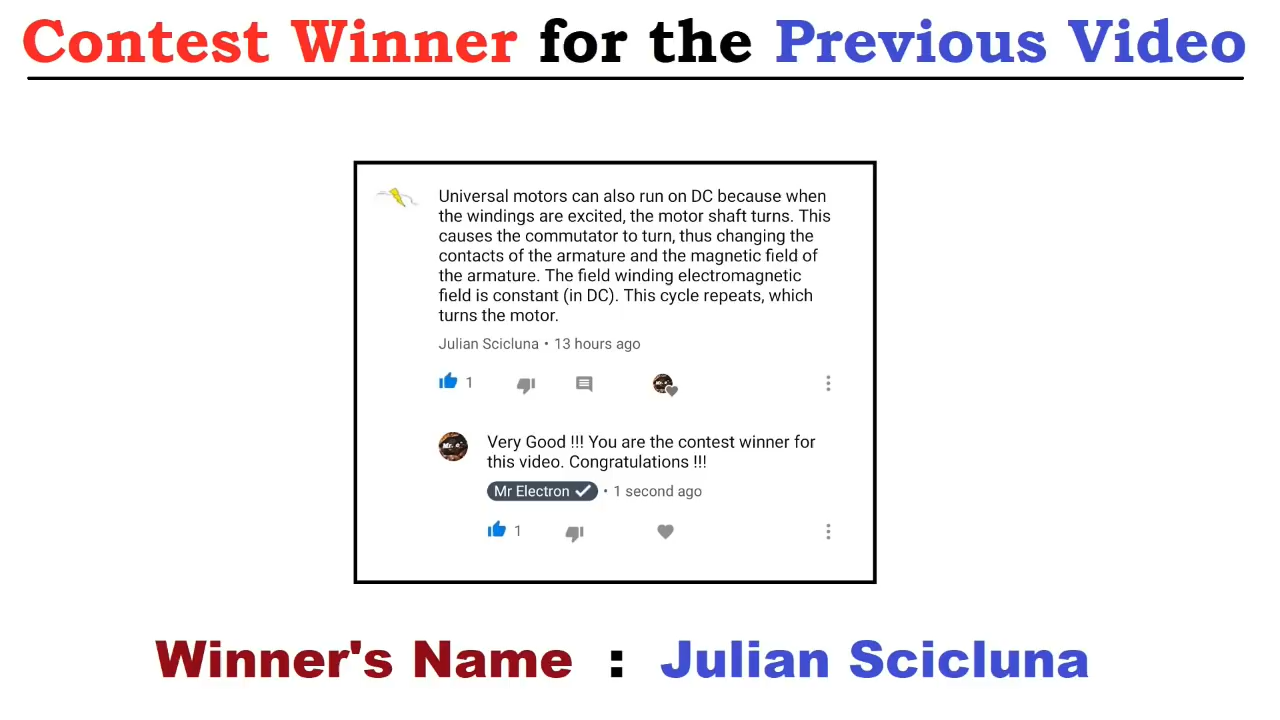 Contest Winner for the Previous Video
Universal motors can also run on DC because when
the windings are excited, the motor shaft turns. This
causes the commutator to turn, thus changing the
contacts of the armature and the magnetic field of
the armature. The field winding electromagnetic
field is constant (in DC). This cycle repeats, which
turns the motor.
Julian Scicluna • 13 hours ago
1
Very Good !!! You are the contest winner for
this video. Congratulations !!!
Mr Electron • 1 second ago
1
Winner's Name : Julian Scicluna